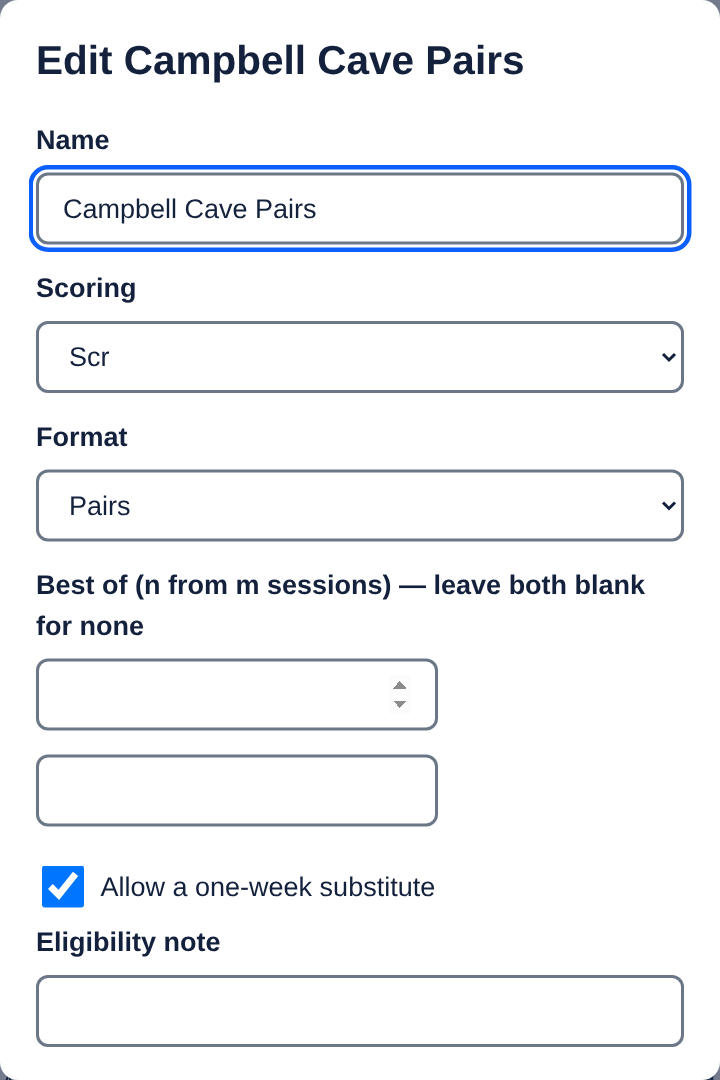 Edit Campbell Cave Pairs
Name
Campbell Cave Pairs
Scoring
Scr
Format
Pairs
Best of (n from m sessions) — leave both blank
for none
Allow a one-week substitute
Eligibility note